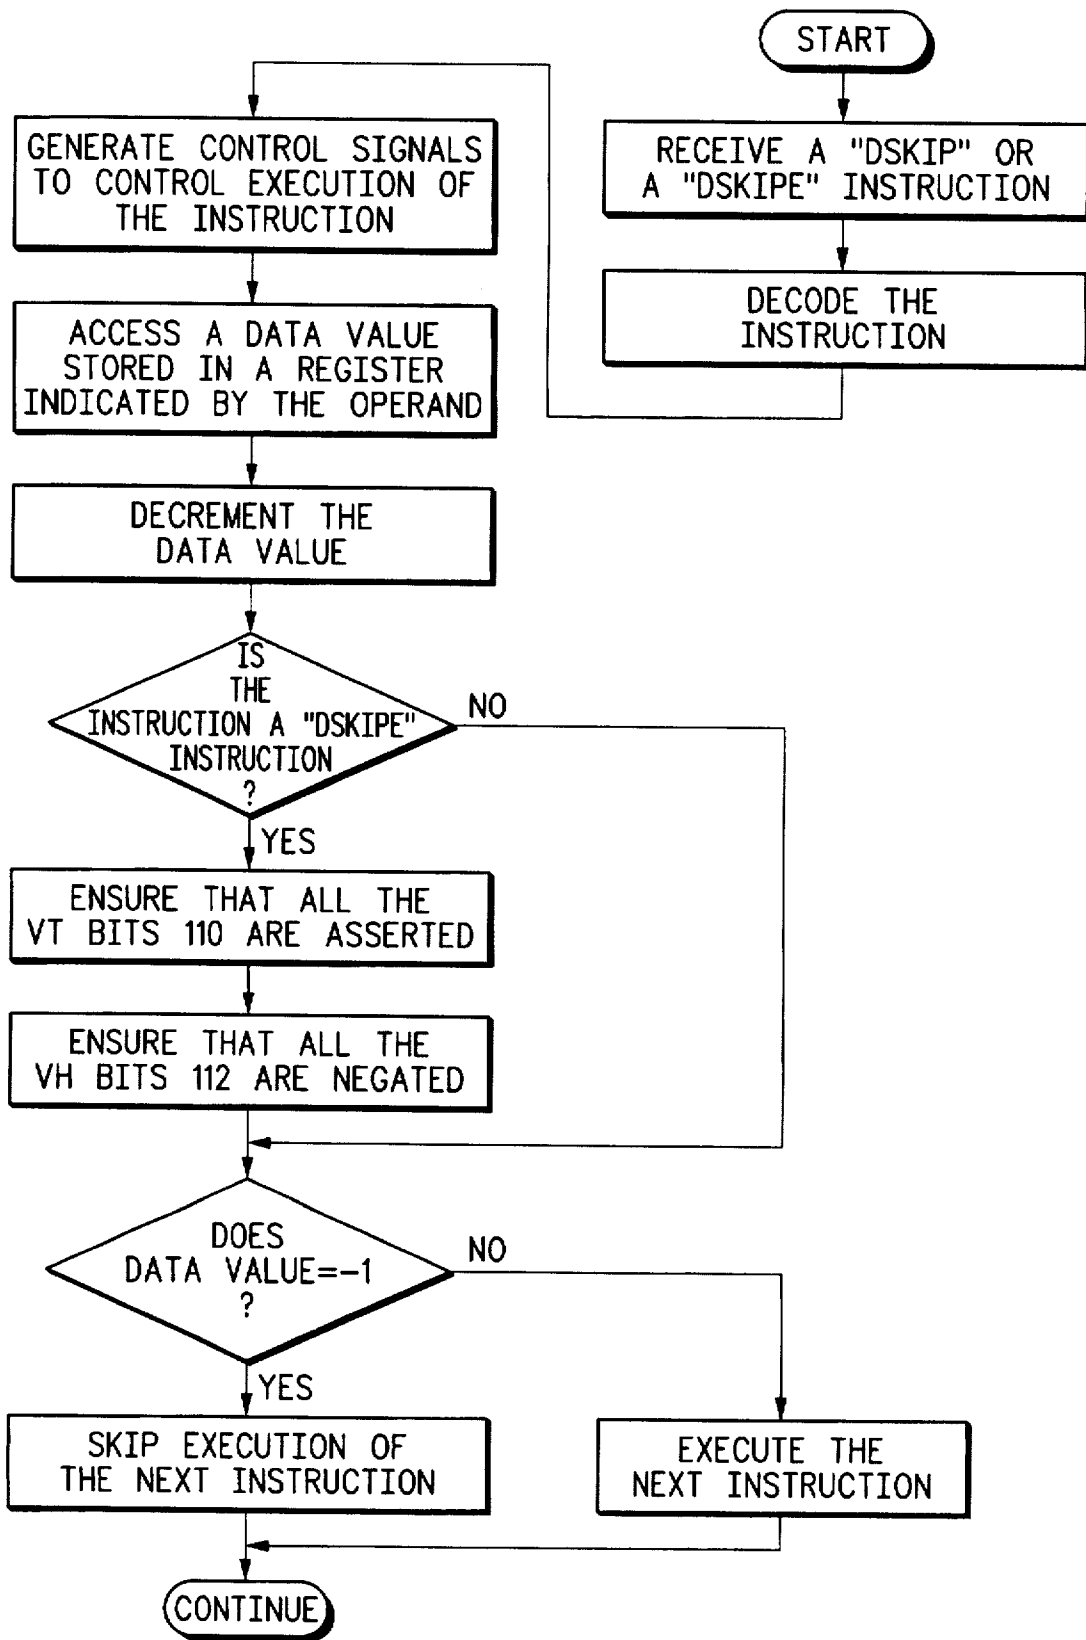 START
RECEIVE A "DSKIP" OR
A "DSKIPE" INSTRUCTION
DECODE THE
INSTRUCTION
GENERATE CONTROL SIGNALS
TO CONTROL EXECUTION OF
THE INSTRUCTION
ACCESS A DATA VALUE
STORED IN A REGISTER
INDICATED BY THE OPERAND
DECREMENT THE
DATA VALUE
IS
THE
INSTRUCTION A "DSKIPE"
INSTRUCTION
?
NO
YES
ENSURE THAT ALL THE
VT BITS 110 ARE ASSERTED
ENSURE THAT ALL THE
VH BITS 112 ARE NEGATED
DOES
DATA VALUE=-1
?
NO
YES
SKIP EXECUTION OF
THE NEXT INSTRUCTION
EXECUTE THE
NEXT INSTRUCTION
CONTINUE